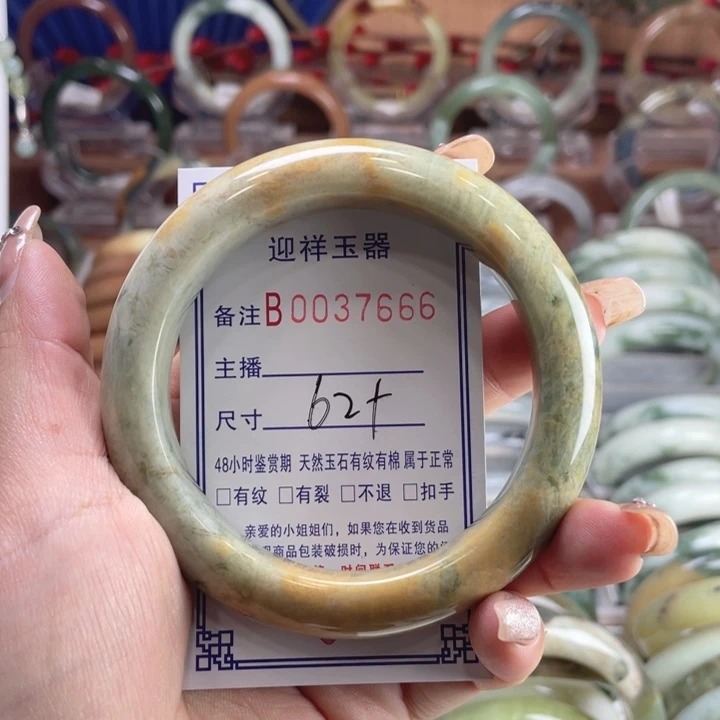 迎祥玉器
备注B0037666
主播
尺寸 62+
48小时鉴赏期 天然玉石有纹有棉 属于正常
□有纹 □有裂 □不退 □扣手
亲爱的小姐姐们，如果您在收到货品
商品包装破损时，为保证您的